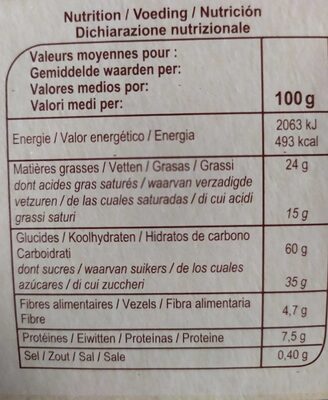 Nutrition / Voeding / Nutrición
Dichiarazione nutrizionale
Valeurs moyennes pour :
Gemiddelde waarden per:
Valores medios por:
Valori medi per:
100 g
Energie / Valor energético / Energia
2063 kJ
493 kcal
Matières grasses / Vetten / Grasas / Grassi
24 g
dont acides gras saturés / waarvan verzadigde
vetzuren / de las cuales saturadas / di cui acidi
grassi saturi
15 g
Glucides / Koolhydraten / Hidratos de carbono
Carboidrati
60 g
dont sucres / waarvan suikers / de los cuales
azúcares / di cui zuccheri
35 g
Fibres alimentaires / Vezels / Fibra alimentaria
Fibre
4,7 g
Protéines / Eiwitten / Proteínas / Proteine
7,5 g
Sel / Zout / Sal / Sale
0,40 g